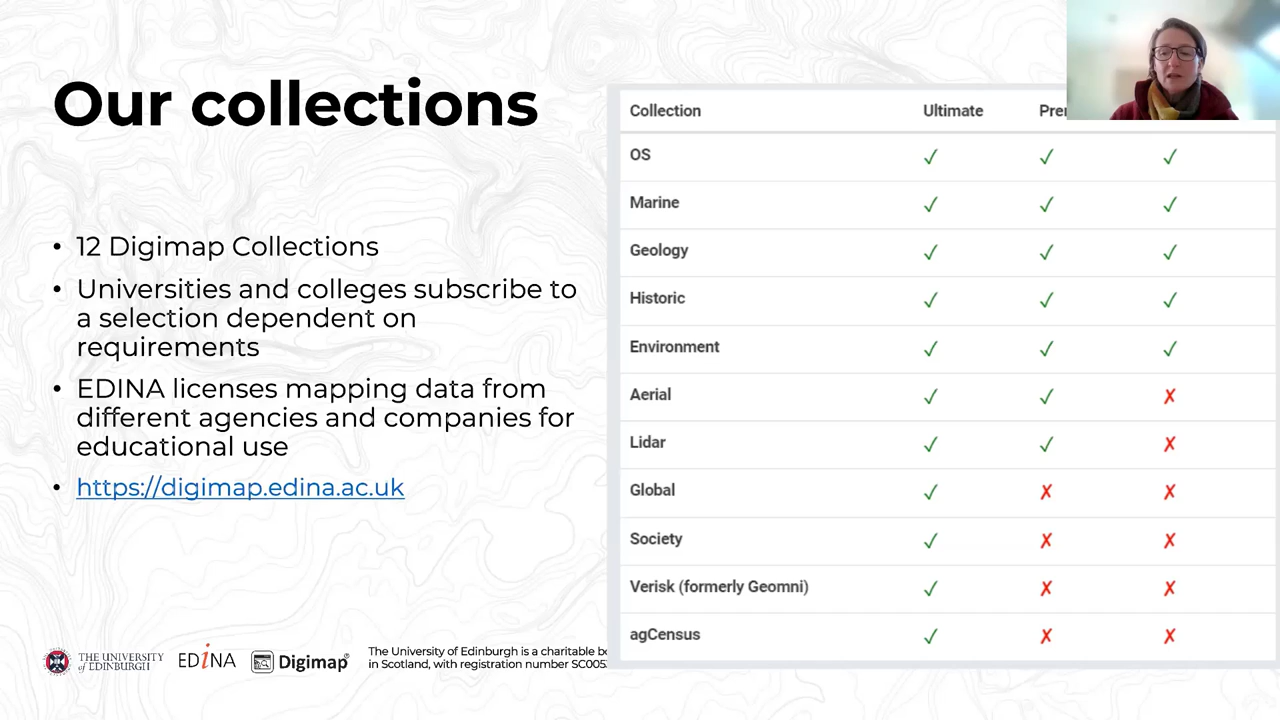 Our collections
• 12 Digimap Collections
• Universities and colleges subscribe to
a selection dependent on
requirements
• EDINA licenses mapping data from
different agencies and companies for
educational use
• https://digimap.edina.ac.uk
Collection Ultimate
OS ✓ ✓ ✓
Marine ✓ ✓ ✓
Geology ✓ ✓ ✓
Historic ✓ ✓ ✓
Environment ✓ ✓ ✓
Aerial ✓ ✓ ✗
Lidar ✓ ✓ ✗
Global ✓ ✗ ✗
Society ✓ ✗ ✗
Verisk (formerly Geomni) ✓ ✗ ✗
agCensus ✓ ✗ ✗
THE UNIVERSITY
of EDINBURGH
EDINA
Digimap®
The University of Edinburgh is a charitable
in Scotland, with registration number